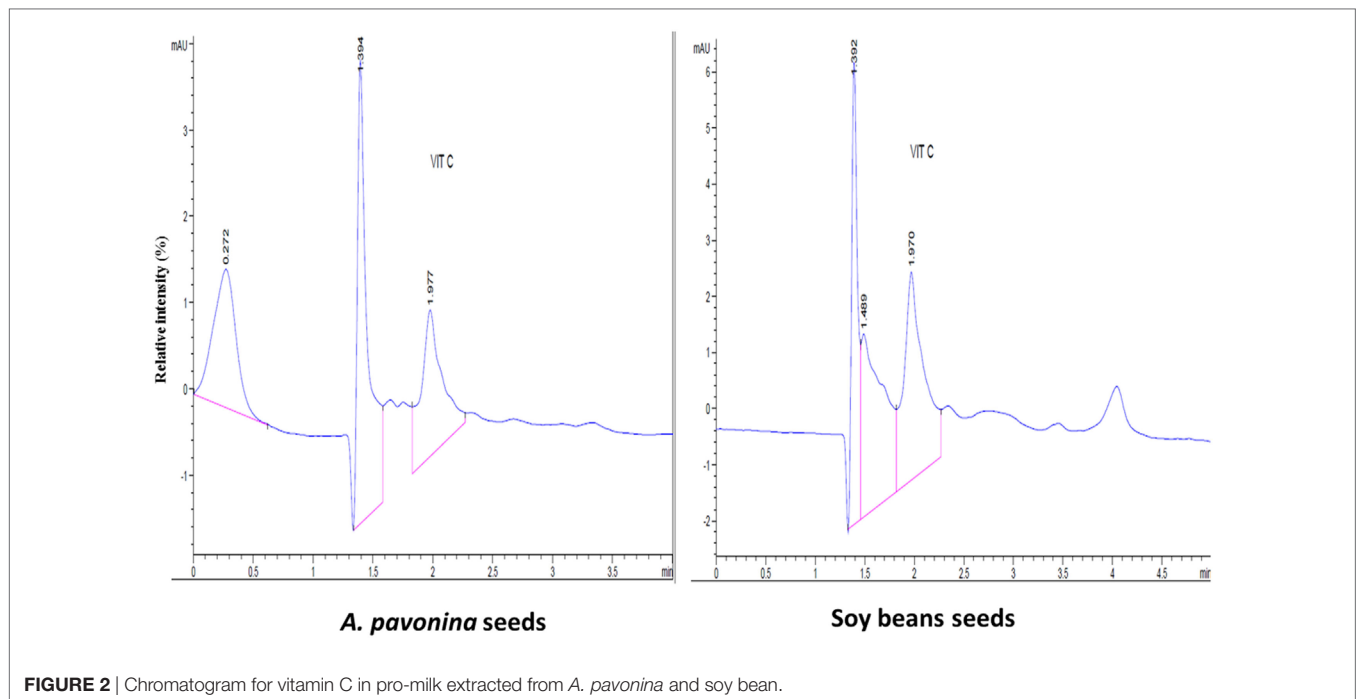 mAU
1.394
3
VIT C
2
Relative intensity (%)
0.272
1.977
1
0
-1
0 0.5 1 1.5 2 2.5 3 3.5 min
A. pavonina seeds
mAU
1.392
6
5
VIT C
4
3
1.970
2
1.489
1
0
-1
-2
0 0.5 1 1.5 2 2.5 3 3.5 4 4.5 min
Soy beans seeds
FIGURE 2 | Chromatogram for vitamin C in pro-milk extracted from A. pavonina and soy bean.